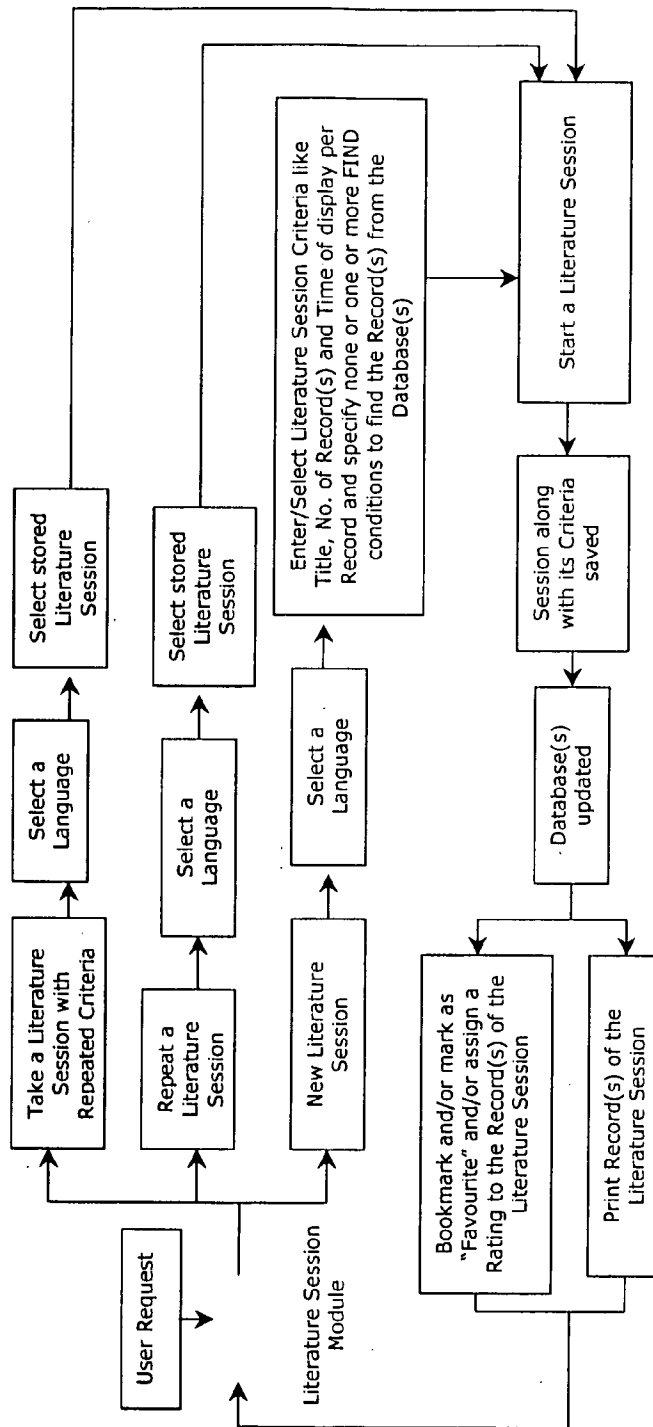 User Request
Literature Session
Module
Take a Literature
Session with
Repeated Criteria
Select a
Language
Select stored
Literature
Session
Repeat a
Literature
Session
Select a
Language
Select stored
Literature
Session
New Literature
Session
Select a
Language
Enter/Select Literature Session Criteria like
Title, No. of Record(s) and Time of display per
Record and specify none or one or more FIND
conditions to find the Record(s) from the
Database(s)
Start a Literature Session
Session along
with its Criteria
saved
Database(s)
updated
Bookmark and/or mark as
"Favourite" and/or assign a
Rating to the Record(s) of the
Literature Session
Print Record(s) of the
Literature Session